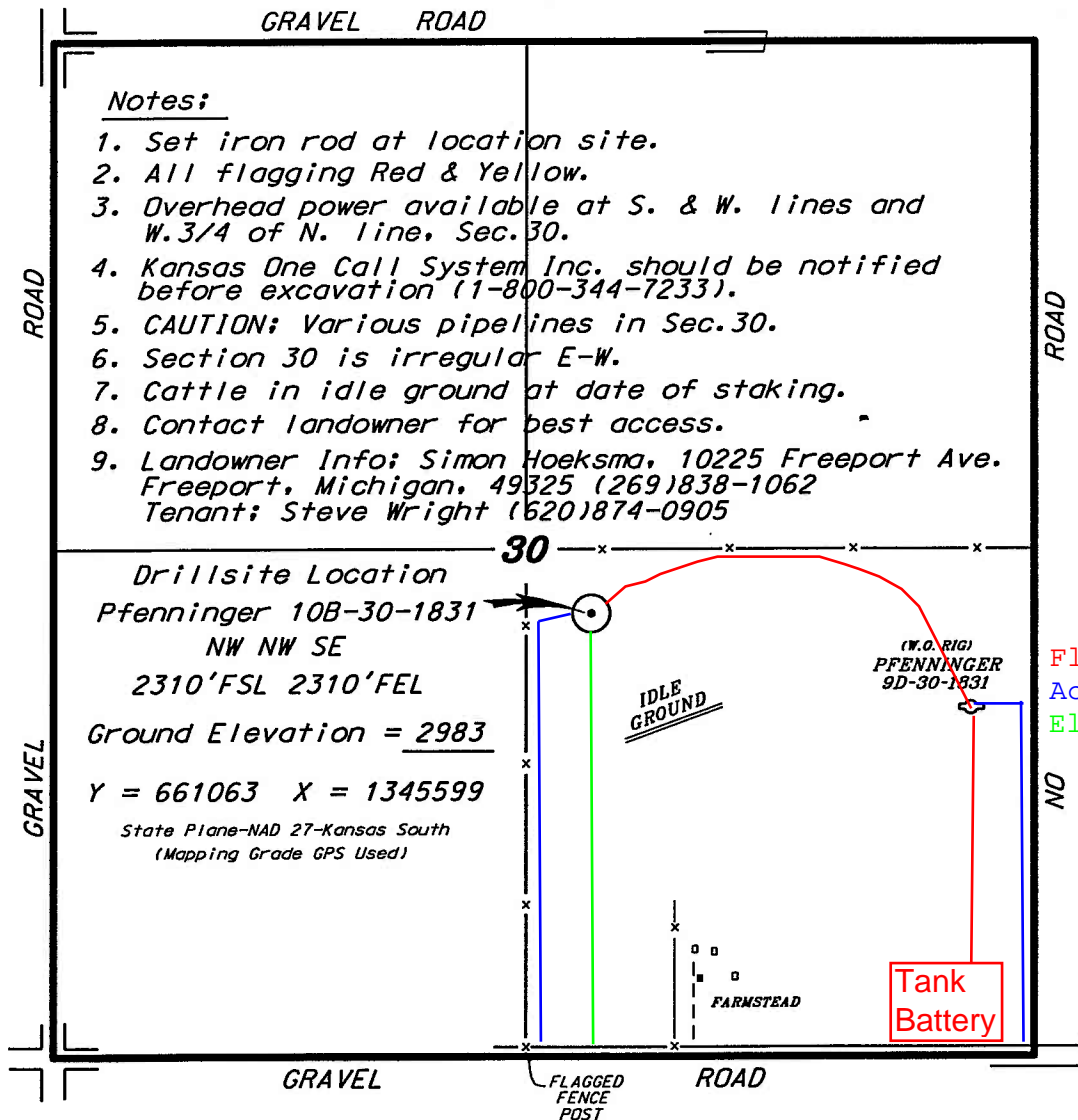 GRAVEL ROAD
Notes:
1. Set iron rod at location site.
2. All flagging Red & Yellow.
3. Overhead power available at S. & W. lines and
W.3/4 of N. line, Sec.30.
4. Kansas One Call System Inc. should be notified
before excavation (1-800-344-7233).
5. CAUTION: Various pipelines in Sec.30.
6. Section 30 is irregular E-W.
7. Cattle in idle ground at date of staking.
8. Contact landowner for best access.
9. Landowner Info: Simon Hoeksma, 10225 Freeport Ave.
Freeport, Michigan, 49325 (269)838-1062
Tenant: Steve Wright (620)874-0905
GRAVEL ROAD
NO ROAD
30
Drillsite Location
Pfenninger 10B-30-1831
NW NW SE
2310'FSL 2310'FEL
Ground Elevation = 2983
Y = 661063 X = 1345599
State Plane-NAD 27-Kansas South
(Mapping Grade GPS Used)
IDLE
GROUND
(W.O. RIG)
PFENNINGER
9D-30-1831
Fl
Ac
El
FARMSTEAD
Tank
Battery
GRAVEL ROAD
FLAGGED
FENCE
POST